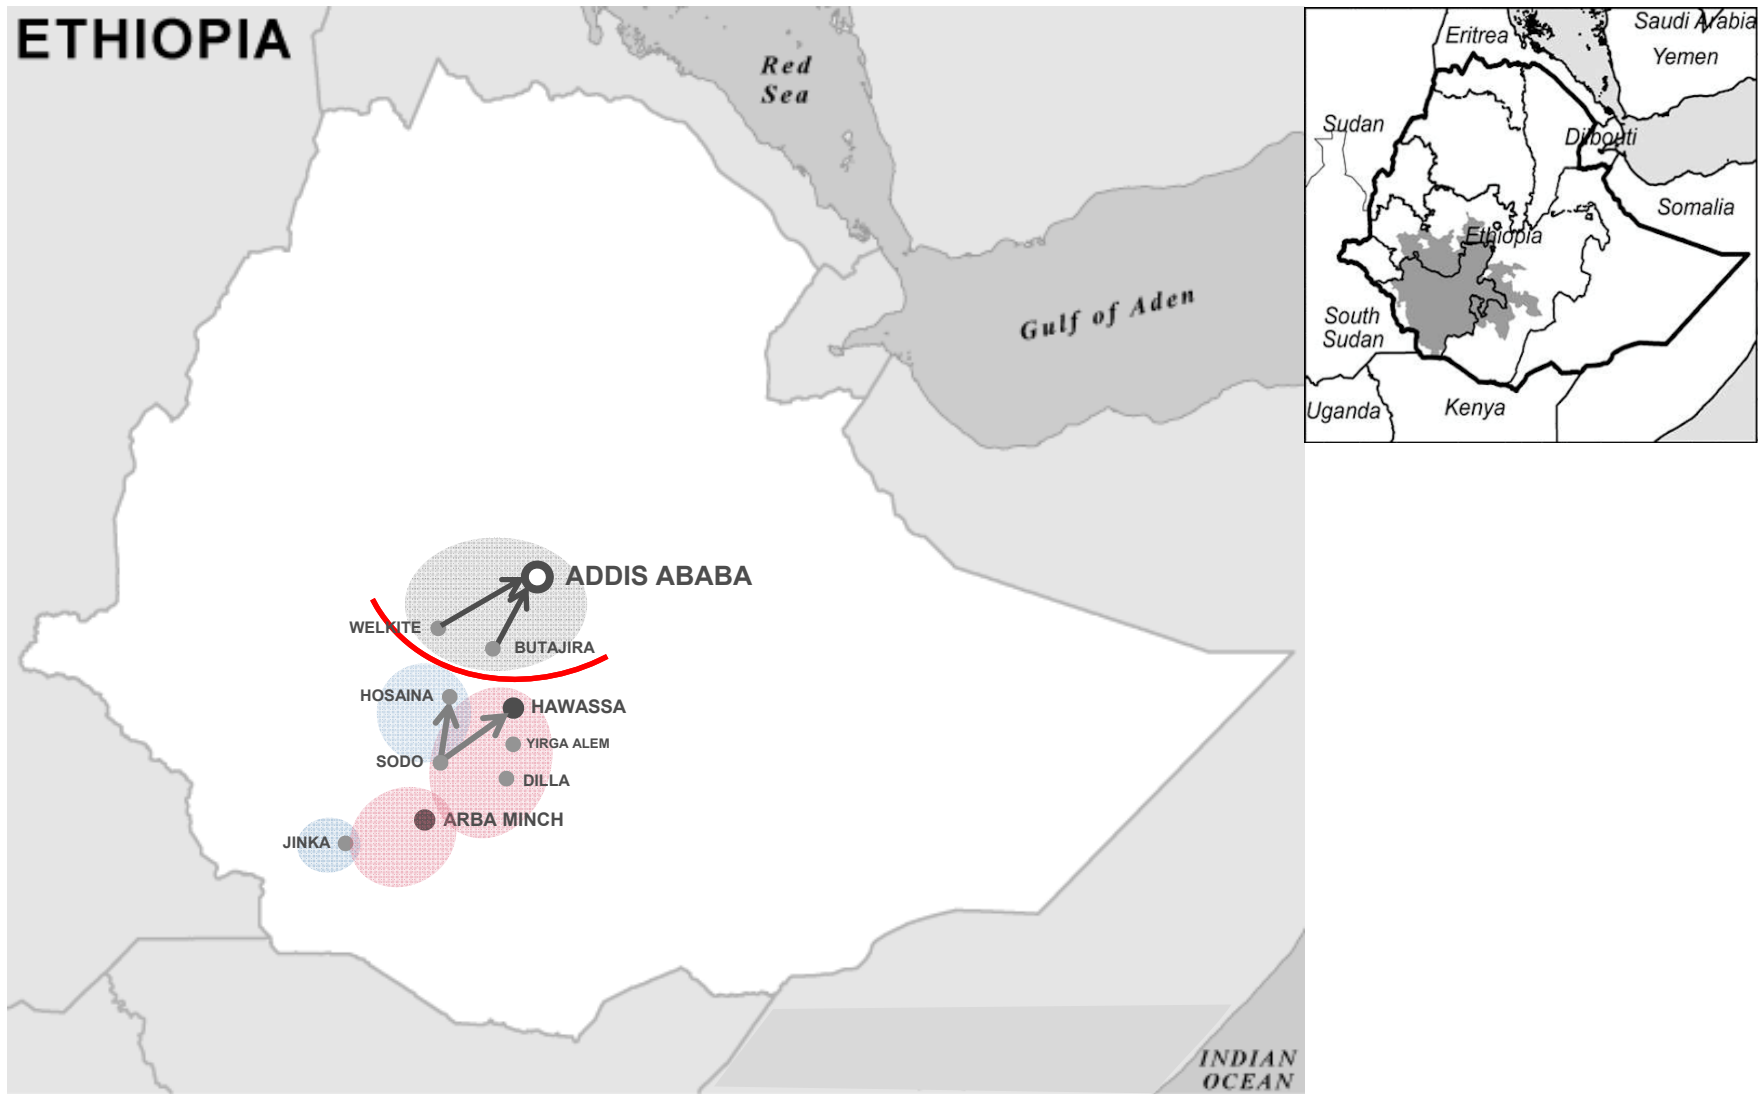 ETHIOPIA
Red
Sea
Gulf of Aden
ADDIS ABABA
WELKITE
BUTAJIRA
HOSAINA
HAWASSA
YIRGA ALEM
SODO
DILLA
ARBA MINCH
JINKA
INDIAN
OCEAN
Saudi Arabia
Eritrea
Yemen
Sudan
Djibouti
Somalia
Ethiopia
South
Sudan
Uganda
Kenya